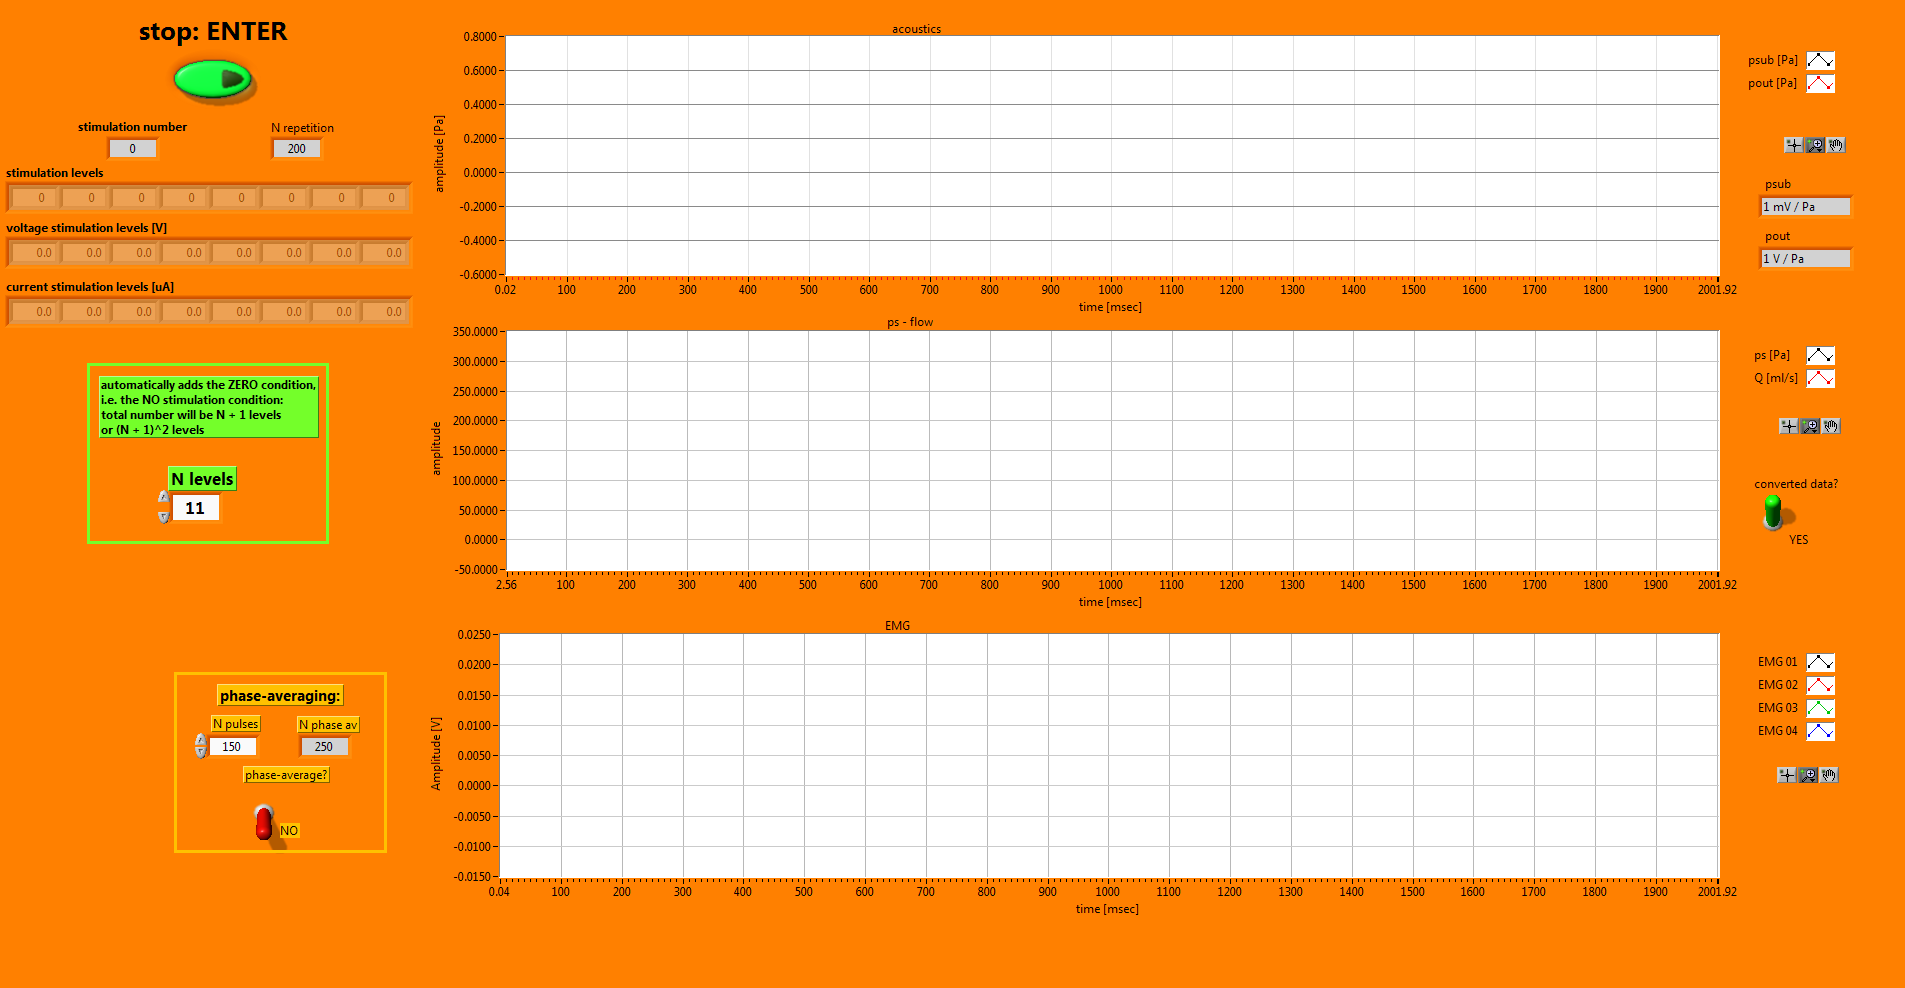 stop: ENTER
stimulation number
N repetition
0
200
stimulation levels
0 0 0 0 0 0 0 0
voltage stimulation levels [V]
0.0 0.0 0.0 0.0 0.0 0.0 0.0 0.0
current stimulation levels [uA]
0.0 0.0 0.0 0.0 0.0 0.0 0.0 0.0
automatically adds the ZERO condition,
i.e. the NO stimulation condition:
total number will be N + 1 levels
or (N + 1)^2 levels
N levels
11
phase-averaging:
N pulses
N phase av
150
250
phase-average?
NO
acoustics
amplitude [Pa]
0.8000
0.6000
0.4000
0.2000
0.0000
-0.2000
-0.4000
-0.6000
0.02 100 200 300 400 500 600 700 800 900 1000 1100 1200 1300 1400 1500 1600 1700 1800 2001.92
time [msec]
psub [Pa]
pout [Pa]
psub
1 mV / Pa
pout
1 V / Pa
ps - flow
amplitude
350.0000
300.0000
250.0000
200.0000
150.0000
100.0000
50.0000
0.0000
-50.0000
2.56 100 200 300 400 500 600 700 800 900 1000 1100 1200 1300 1400 1500 1600 1700 1800 1900 2001.92
time [msec]
ps [Pa]
Q [ml/s]
converted data?
YES
EMG
Amplitude [V]
0.0250
0.0200
0.0150
0.0100
0.0050
0.0000
-0.0050
-0.0100
-0.0150
0.04 100 200 300 400 500 600 700 800 900 1000 1100 1200 1300 1400 1500 1600 1700 1800 1900 2001.92
time [msec]
EMG 01
EMG 02
EMG 03
EMG 04